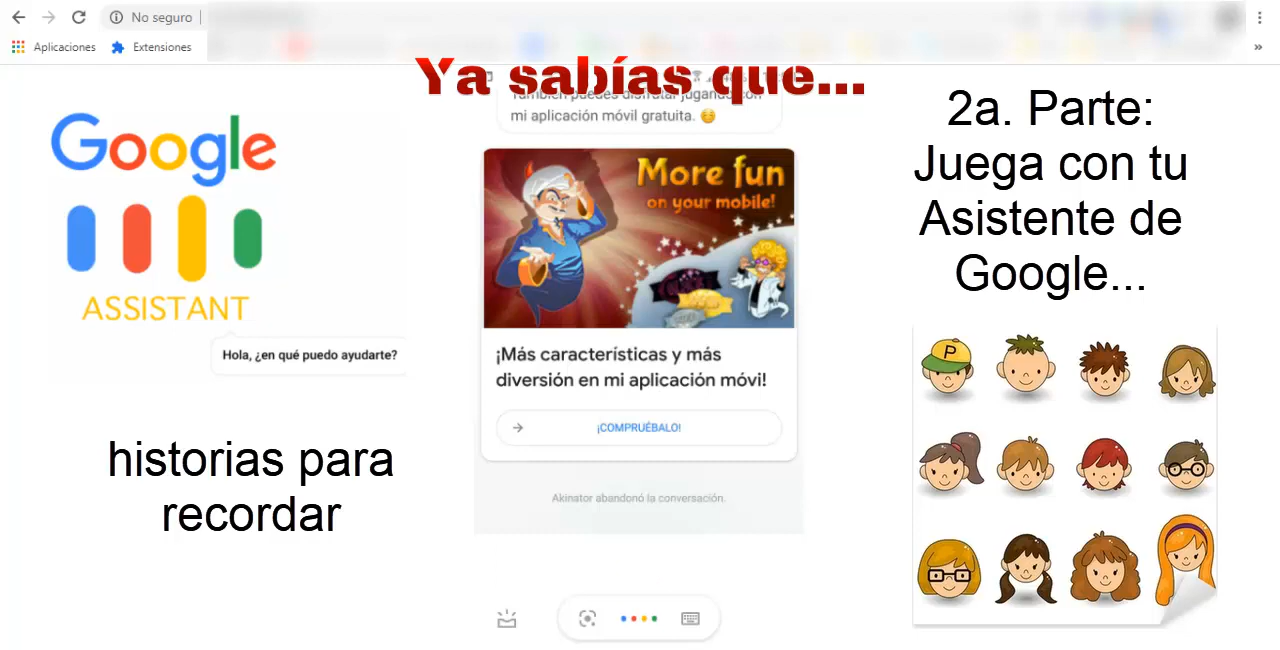 No seguro
Aplicaciones
Extensiones
Ya sabías que...
También puedes disfrutar jugando con
mi aplicación móvil gratuita.
Google
ASSISTANT
Hola, ¿en qué puedo ayudarte?
historias para
recordar
More fun
on your mobile!
¡Más características y más
diversión en mi aplicación móvi!
¡COMPRUÉBALO!
Akinator abandonó la conversación.
2a. Parte:
Juega con tu
Asistente de
Google...
P